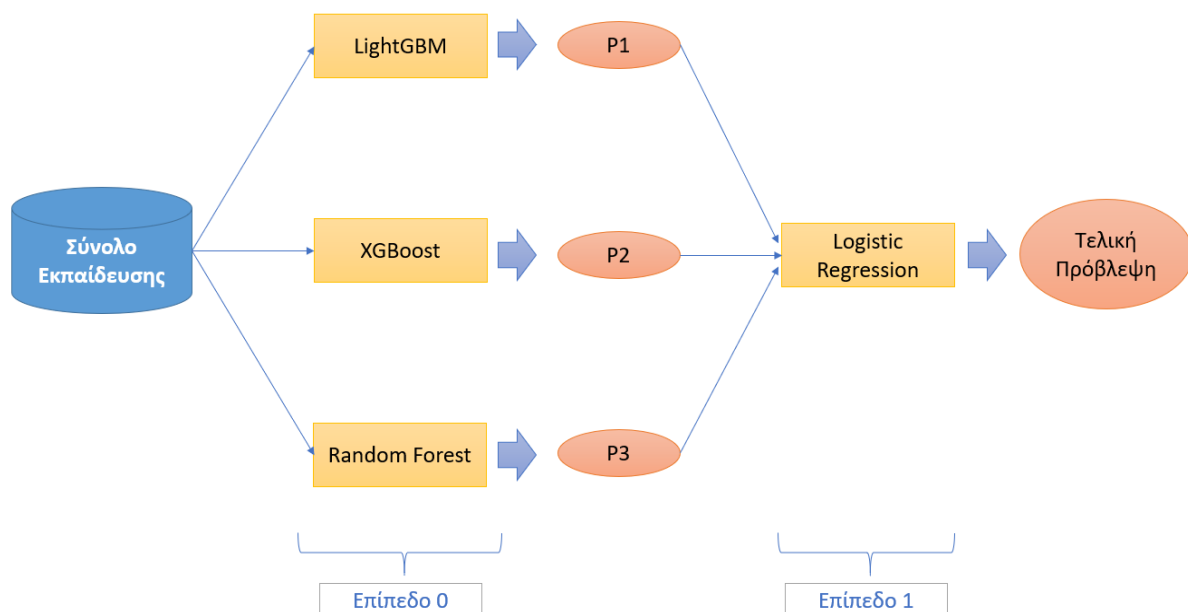 LightGBM
P1
Σύνολο
Εκπαίδευσης
XGBoost
P2
Logistic
Regression
Τελική
Πρόβλεψη
Random Forest
P3
Επίπεδο 0
Επίπεδο 1